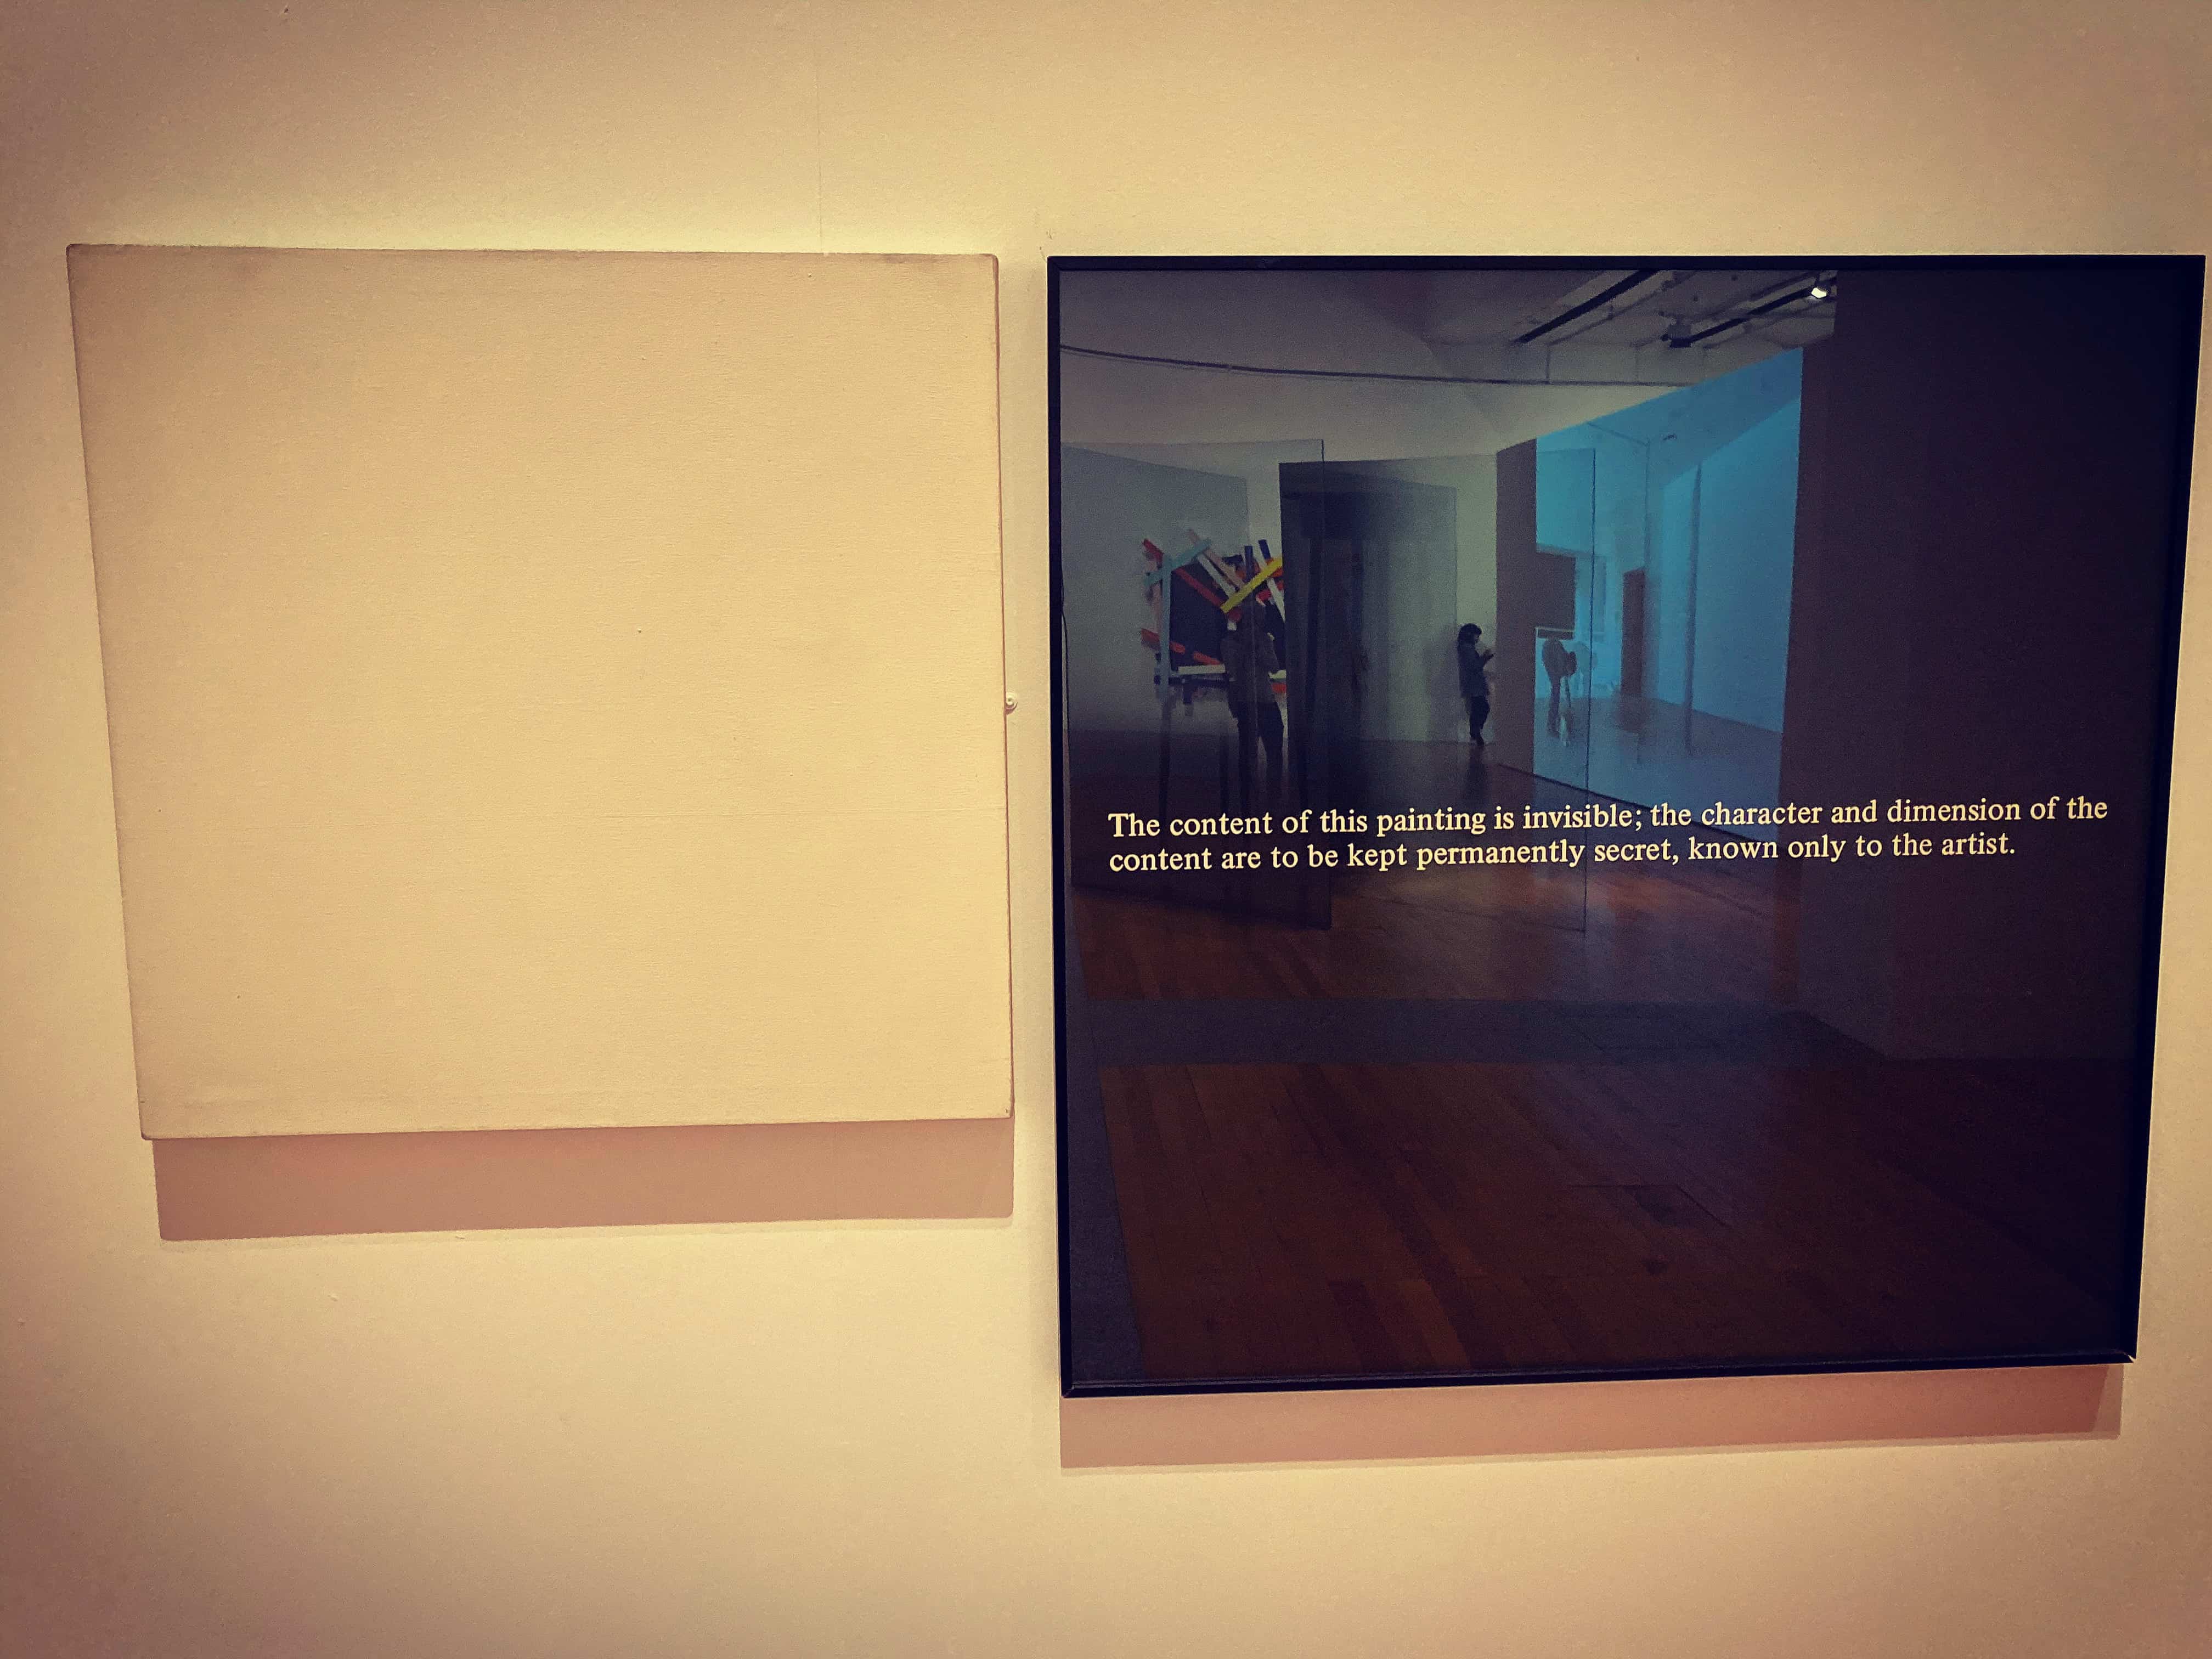 The content of this painting is invisible; the character and dimension of the
content are to be kept permanently secret, known only to the artist.